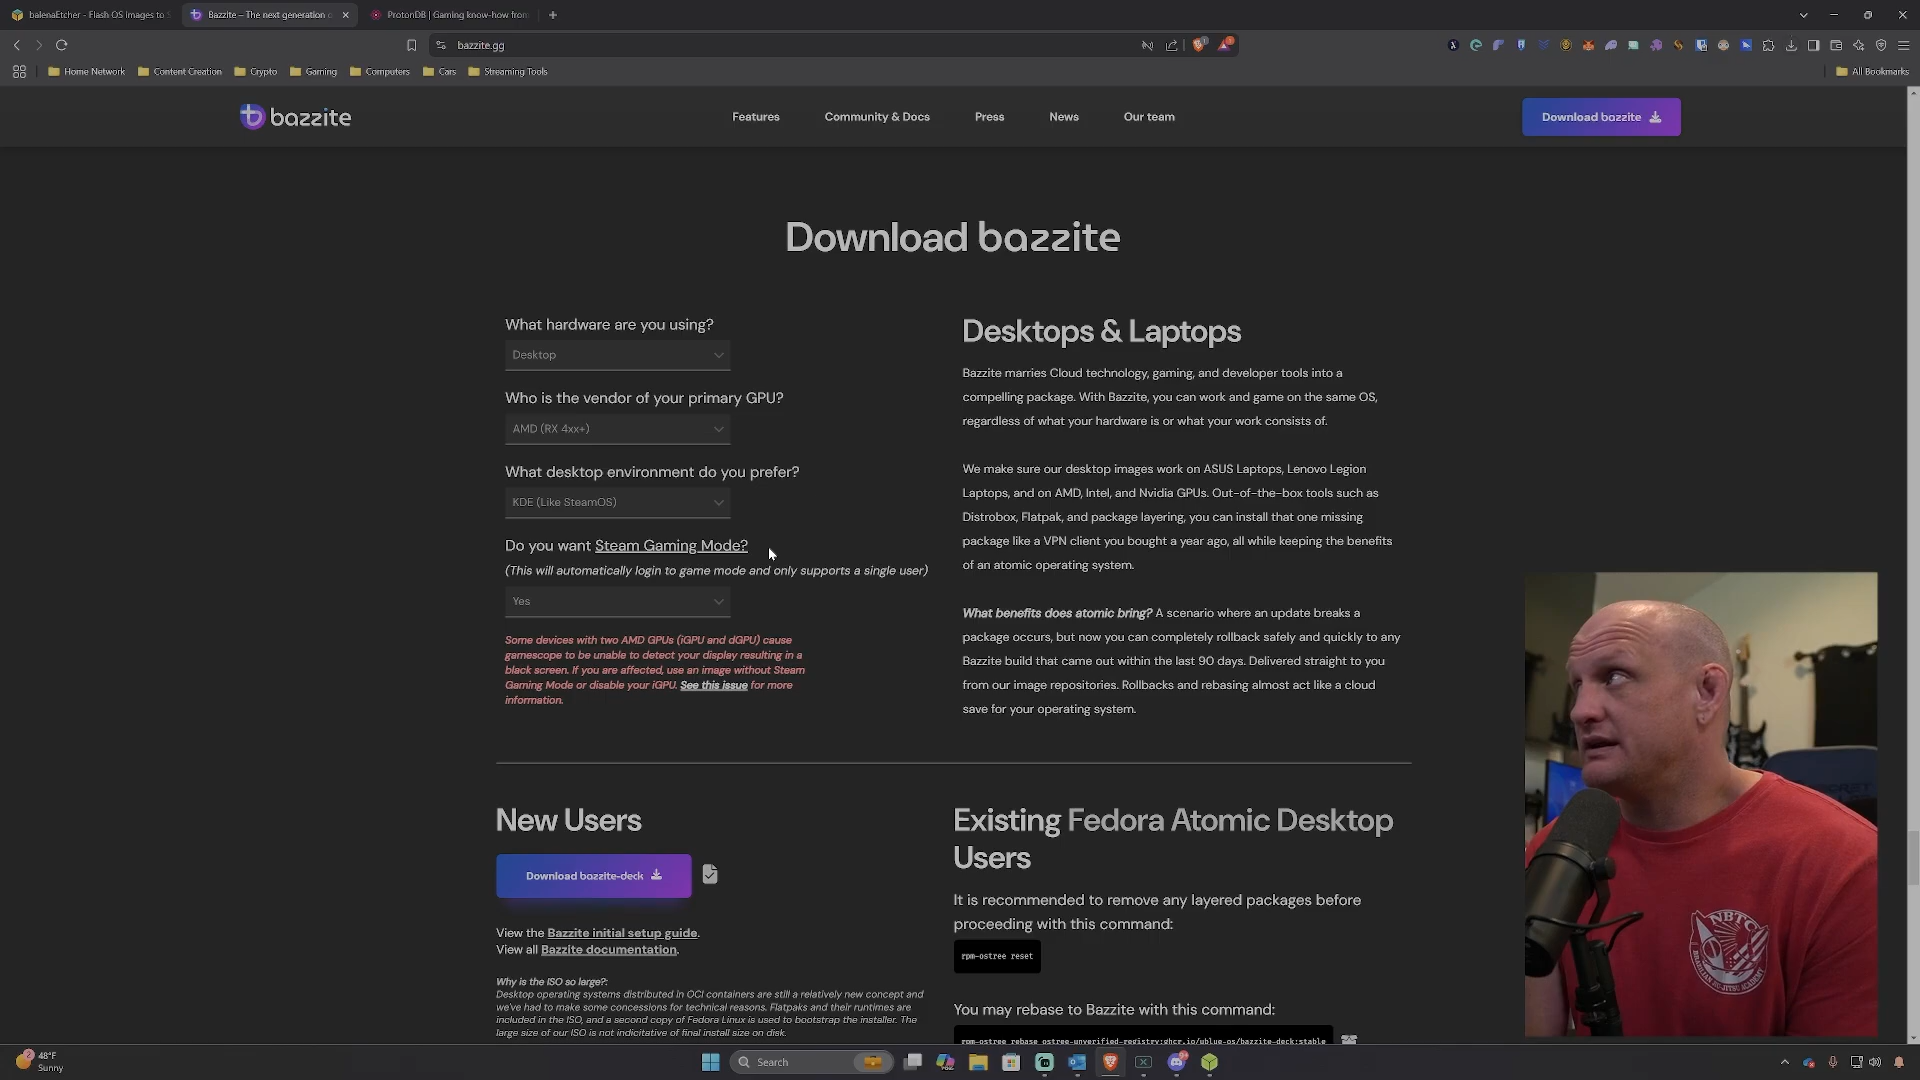 balenaEtcher - Flash OS images to S
Bazzite – The next generation o
ProtonDB | Gaming know-how from
bazzite.gg
Home Network
Content Creation
Crypto
Gaming
Computers
Cars
Streaming Tools
All Bookmarks
bazzite
Features
Community & Docs
Press
News
Our team
Download bazzite
Download bazzite
What hardware are you using?
Desktop
Who is the vendor of your primary GPU?
AMD (RX 4xx+)
What desktop environment do you prefer?
KDE (Like SteamOS)
Do you want Steam Gaming Mode?
(This will automatically login to game mode and only supports a single user)
Yes
Some devices with two AMD GPUs (iGPU and dGPU) cause
gamescope to be unable to detect your display resulting in a
black screen. If you are affected, use an image without Steam
Gaming Mode or disable your iGPU. See this issue for more
information.
Desktops & Laptops
Bazzite marries Cloud technology, gaming, and developer tools into a
compelling package. With Bazzite, you can work and game on the same OS,
regardless of what your hardware is or what your work consists of.
We make sure our desktop images work on ASUS Laptops, Lenovo Legion
Laptops, and on AMD, Intel, and Nvidia GPUs. Out-of-the-box tools such as
Distrobox, Flatpak, and package layering, you can install that one missing
package like a VPN client you bought a year ago, all while keeping the benefits
of an atomic operating system.
What benefits does atomic bring? A scenario where an update breaks a
package occurs, but now you can completely rollback safely and quickly to any
Bazzite build that came out within the last 90 days. Delivered straight to you
from our image repositories. Rollbacks and rebasing almost act like a cloud
save for your operating system.
New Users
Download bazzite-deck
View the Bazzite initial setup guide.
View all Bazzite documentation.
Why is the ISO so large?:
Desktop operating systems distributed in OCI containers are still a relatively new concept and
we've had to make some concessions for technical reasons. Flatpaks and their runtimes are
included in the ISO, and a second copy of Fedora Linux is used to bootstrap the installer. The
large size of our ISO is not indicitative of final install size on disk.
Existing Fedora Atomic Desktop
Users
It is recommended to remove any layered packages before
proceeding with this command:
rpm-ostree reset
You may rebase to Bazzite with this command:
rpm-ostree rebase ostree-unverified-registry:ghcr.io/ublue-os/bazzite-deck:stable
NBTC
BRAZILIAN JIU-JITSU ACADEMY
48°F
Sunny
Search